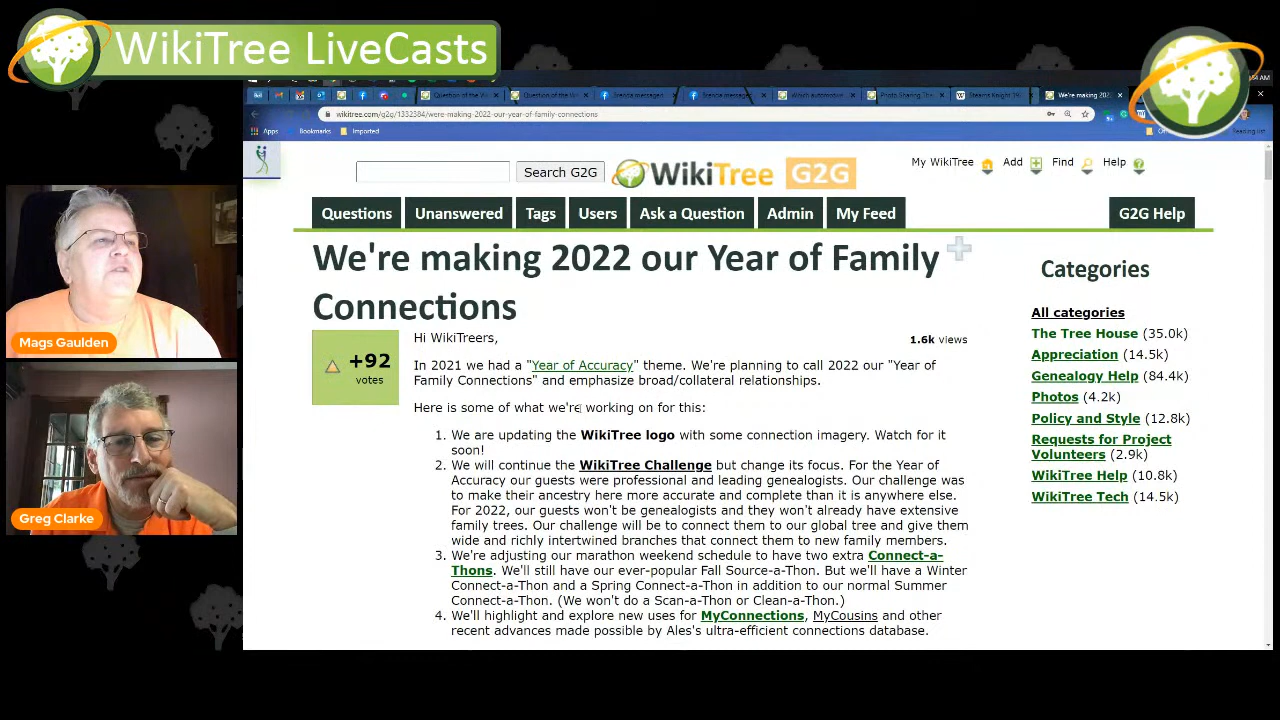 WikiTree LiveCasts
Mags Gaulden
Greg Clarke
We're making 2022
wikitree.com/g2g/1332384/were-making-2022-our-year-of-family-connections
Apps Bookmarks Imported
Reading list
Search G2G WikiTree G2G My WikiTree Add Find Help
Questions Unanswered Tags Users Ask a Question Admin My Feed G2G Help
We're making 2022 our Year of Family
Connections
+92
votes
Hi WikiTreers, 1.6k views
In 2021 we had a "Year of Accuracy" theme. We're planning to call 2022 our "Year of
Family Connections" and emphasize broad/collateral relationships.
Here is some of what we're working on for this:
1. We are updating the WikiTree logo with some connection imagery. Watch for it
soon!
2. We will continue the WikiTree Challenge but change its focus. For the Year of
Accuracy our guests were professional and leading genealogists. Our challenge was
to make their ancestry here more accurate and complete than it is anywhere else.
For 2022, our guests won't be genealogists and they won't already have extensive
family trees. Our challenge will be to connect them to our global tree and give them
wide and richly intertwined branches that connect them to new family members.
3. We're adjusting our marathon weekend schedule to have two extra Connect-a-
Thons. We'll still have our ever-popular Fall Source-a-Thon. But we'll have a Winter
Connect-a-Thon and a Spring Connect-a-Thon in addition to our normal Summer
Connect-a-Thon. (We won't do a Scan-a-Thon or Clean-a-Thon.)
4. We'll highlight and explore new uses for MyConnections, MyCousins and other
recent advances made possible by Ales's ultra-efficient connections database.
Categories
All categories
The Tree House (35.0k)
Appreciation (14.5k)
Genealogy Help (84.4k)
Photos (4.2k)
Policy and Style (12.8k)
Requests for Project
Volunteers (2.9k)
WikiTree Help (10.8k)
WikiTree Tech (14.5k)